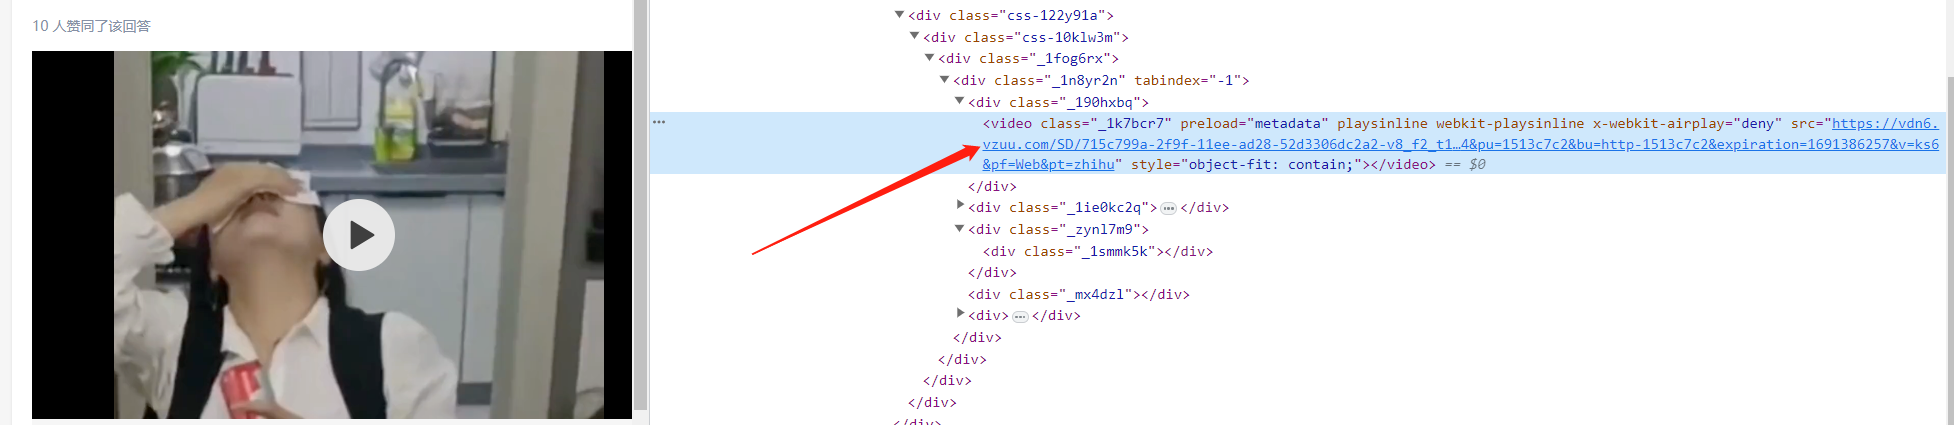 10 人赞同了该回答
<div class="css-122y91a">
<div class="css-10klw3m">
<div class="_1fog6rx">
<div class="_1n8yr2n" tabindex="-1">
<div class="_190hxbq">
<video class="_1k7bcr7" preload="metadata" playsinline webkit-playsinline x-webkit-airplay="deny" src="https://vdn6.
vzuu.com/SD/715c799a-2f9f-11ee-ad28-52d3306dc2a2-v8_f2_t1…4&pu=1513c7c2&bu=http-1513c7c2&expiration=1691386257&v=ks6
&pf=Web&pt=zhihu" style="object-fit: contain;"></video> == $0
</div>
<div class="_1ie0kc2q">…</div>
<div class="_zynl7m9">
<div class="_1smmk5k"></div>
</div>
<div class="_mx4dzl"></div>
<div>…</div>
</div>
</div>
</div>
</div>
</div>